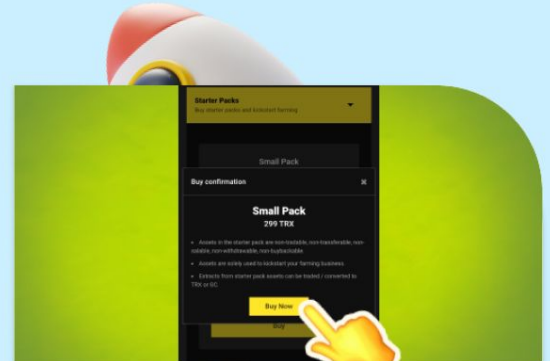 Starter Packs
Buy starter packs and kickstart farming
Small Pack
Buy confirmation
Small Pack
299 TRX
• Assets in the starter pack are non-tradable, non-transferable, non-
salable, non-withdrawable, non-buybackable
• Assets are solely used to kickstart your farming business
• Extracts from starter pack assets can be traded / converted to
TRX or GC
Buy Now
Buy